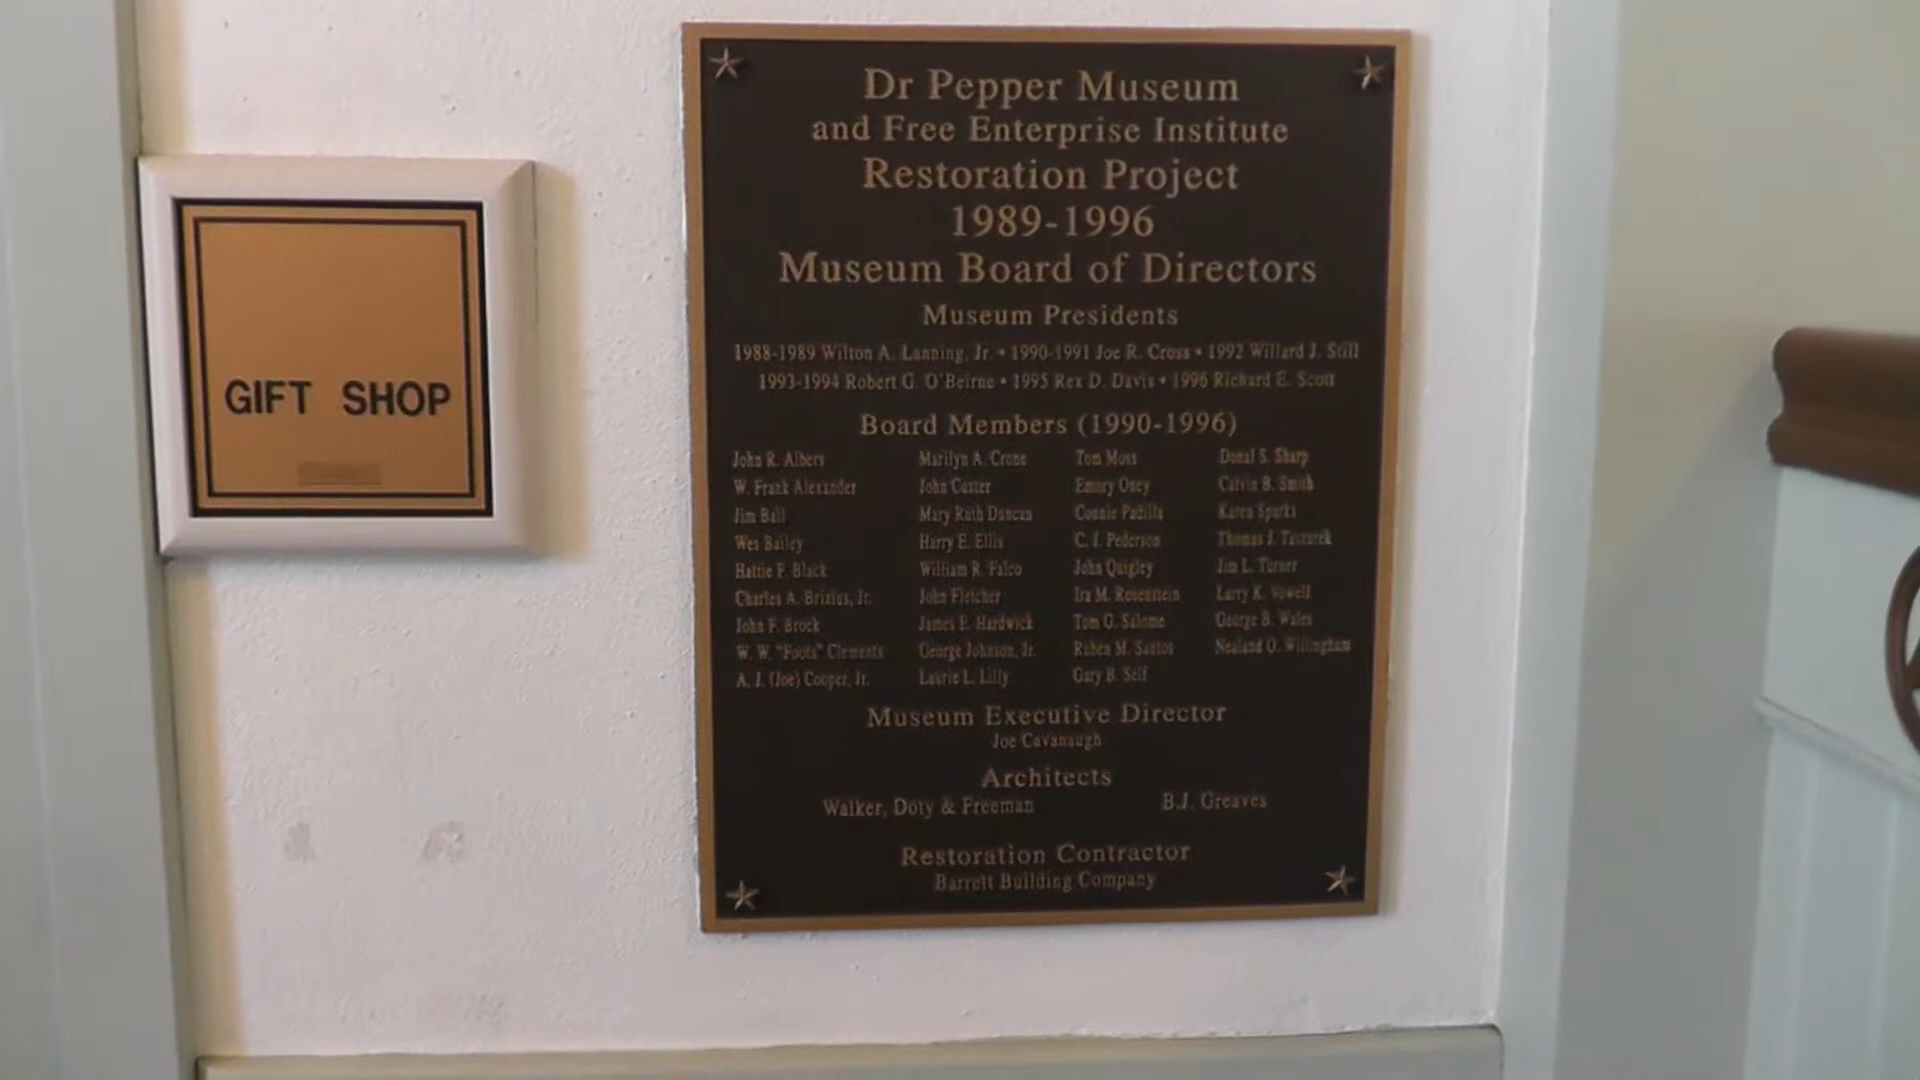 GIFT SHOP
Dr Pepper Museum
and Free Enterprise Institute
Restoration Project
1989-1996
Museum Board of Directors
Museum Presidents
1988-1989 Wilton A. Lanning, Jr. • 1990-1991 Joe R. Cross • 1992 Willard J. Still
1993-1994 Robert G. O'Beirne • 1995 Rex D. Davis • 1996 Richard E. Scott
Board Members (1990-1996)
John R. Albers Marilyn A. Crone Tom Moss Donal S. Sharp
W. Frank Alexander John Custer Emory Calvin B. Smith
Jim Ball Mary Ruth Duncan Connie Padilla Karen Sparks
Wes Bailey Harry E. Ellis C. J. Pederson Thomas J.
Hattie F. Black William R. Falco John Quigley Jim L. Turner
Charles A. Brizius, Jr. John Fletcher Ira M. Rosenstein Larry K. Vowell
John F. Brock James E. Hardwick Tom G. Salome George B. Wales
W. W. "Foots" Clements George Johnson, Jr. Ruben M. Santos Nealand O. Willingham
A. J. (Joe) Cooper, Jr. Laurie L. Lilly Gary B. Self
Museum Executive Director
Joe Cavanaugh
Architects
Walker, Doty & Freeman B.J. Greaves
Restoration Contractor
Barrett Building Company